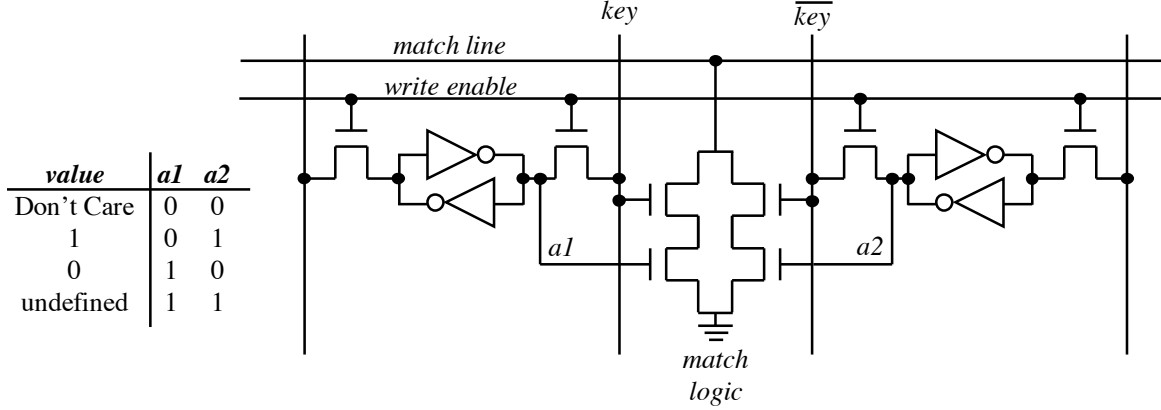 key
k̅e̅y̅
match line
write enable
value a1 a2
Don't Care 0 0
1 0 1
0 1 0
undefined 1 1
a1
a2
match
logic